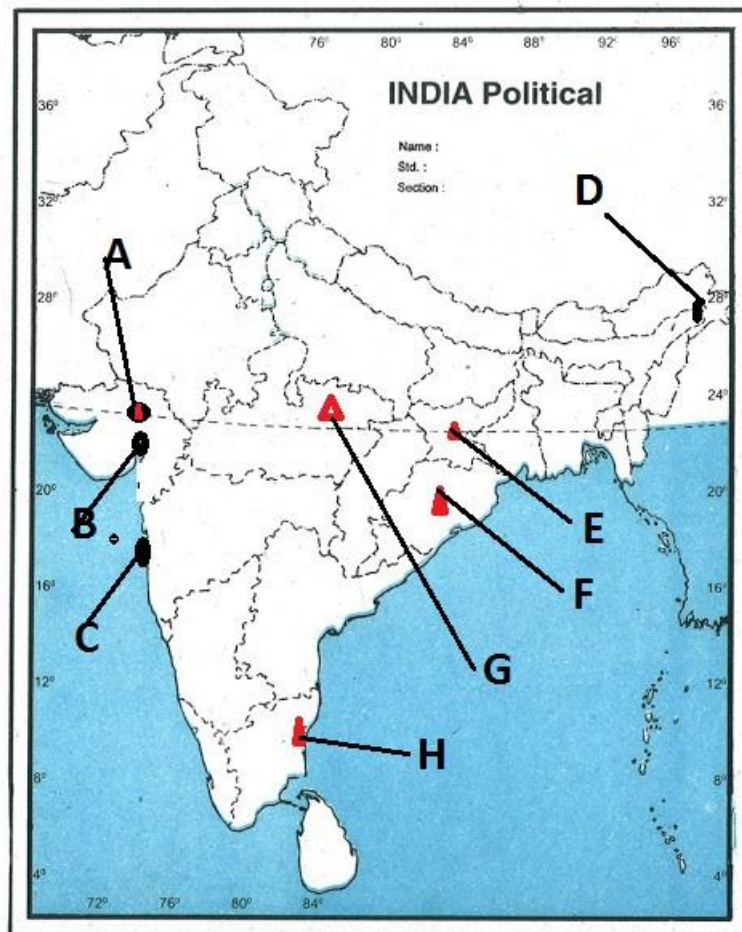 76° 80° 84° 88° 92° 96°
INDIA Political
36° 36°
Name :
Std. :
Section :
D
32° 32°
A
28° 28°
24°
20° 20°
B
E
16° 16°
F
C
G
12° 12°
H
8° 8°
4° 4°
72° 76° 80° 84°